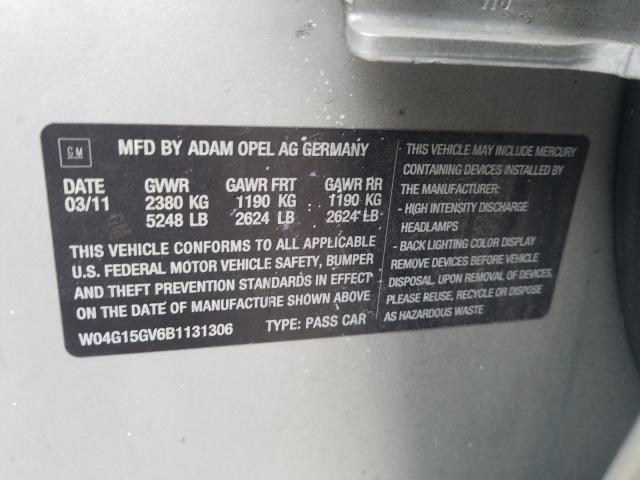 GM
MFD BY ADAM OPEL AG GERMANY
DATE GVWR GAWR FRT GAWR RR
03/11 2380 KG 1190 KG 1190 KG
5248 LB 2624 LB 2624 LB
THIS VEHICLE CONFORMS TO ALL APPLICABLE
U.S. FEDERAL MOTOR VEHICLE SAFETY, BUMPER
AND THEFT PREVENTION STANDARDS IN EFFECT
ON THE DATE OF MANUFACTURE SHOWN ABOVE
W04G15GV6B1131306 TYPE: PASS CAR
- THIS VEHICLE MAY INCLUDE MERCURY
CONTAINING DEVICES INSTALLED BY
THE MANUFACTURER:
- HIGH INTENSITY DISCHARGE
HEADLAMPS
- BACK LIGHTING COLOR DISPLAY
REMOVE DEVICES BEFORE VEHICLE
DISPOSAL, UPON REMOVAL OF DEVICES,
PLEASE REUSE, RECYCLE OR DISPOSE
AS HAZARDOUS WASTE